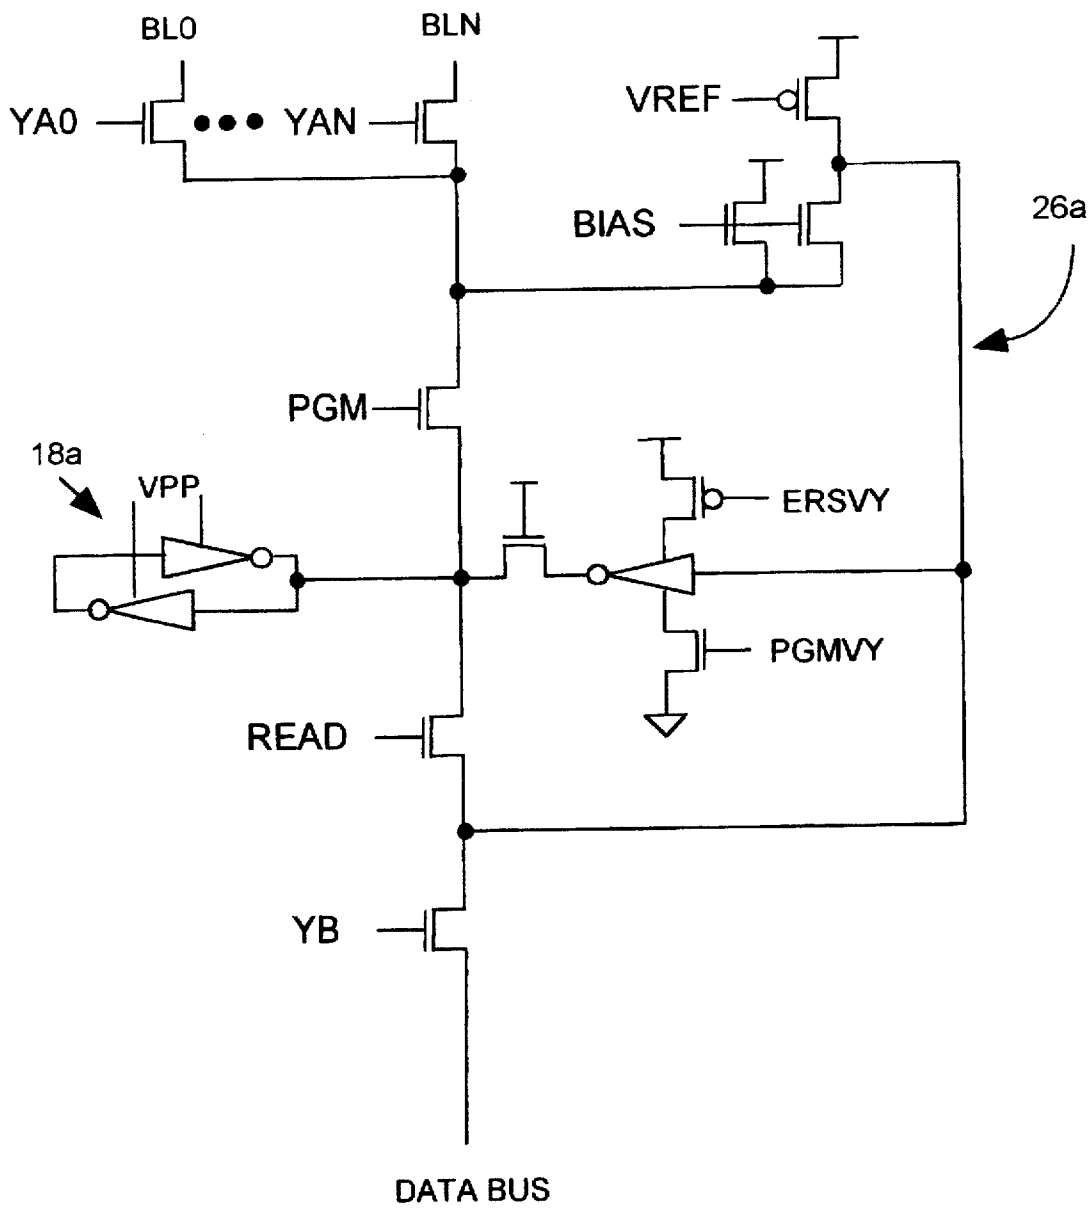 BL0
BLN
YA0
YAN
VREF
BIAS
26a
PGM
18a
VPP
ERSVY
PGMVY
READ
YB
DATA BUS